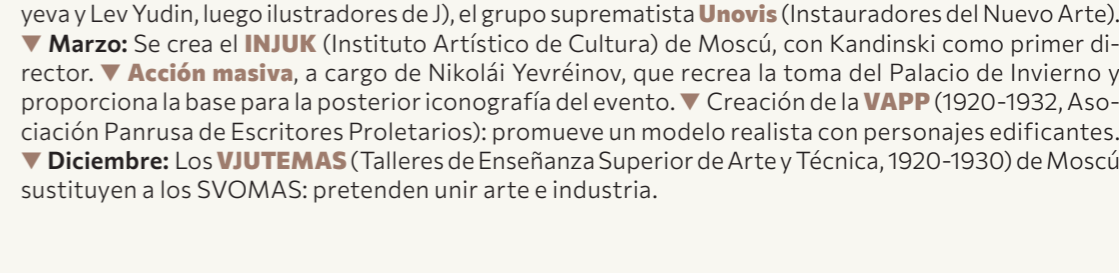 yeva y Lev Yudin, luego ilustradores de J), el grupo suprematista Unovis (Instauradores del Nuevo Arte).
▼ Marzo: Se crea el INJUK (Instituto Artístico de Cultura) de Moscú, con Kandinski como primer di-
rector. ▼ Acción masiva, a cargo de Nikolái Yevréinov, que recrea la toma del Palacio de Invierno y
proporciona la base para la posterior iconografía del evento. ▼ Creación de la VAPP (1920-1932, Aso-
ciación Panrusa de Escritores Proletarios): promueve un modelo realista con personajes edificantes.
▼ Diciembre: Los VJUTEMAS (Talleres de Enseñanza Superior de Arte y Técnica, 1920-1930) de Moscú
sustituyen a los SVOMAS: pretenden unir arte e industria.